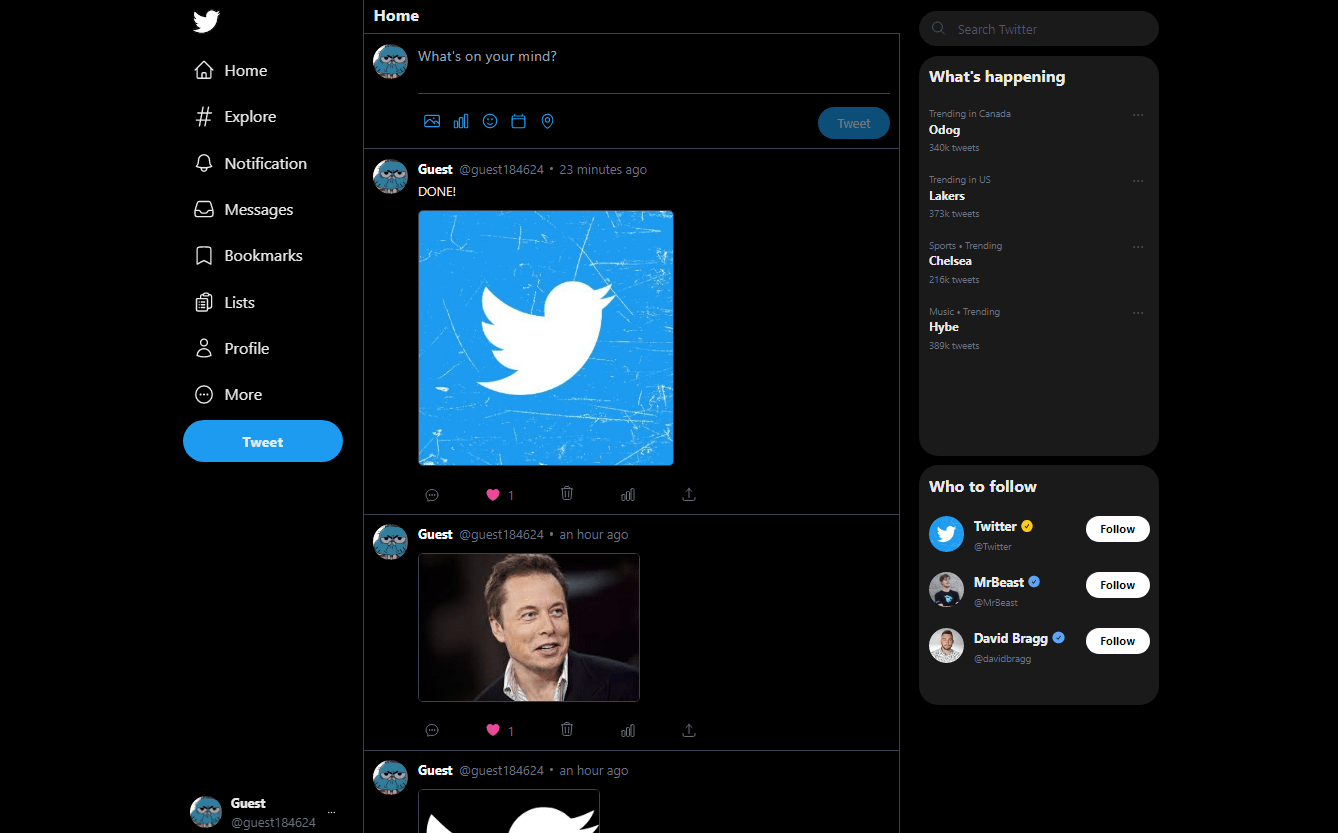 Home
Explore
Notification
Messages
Bookmarks
Lists
Profile
More
Tweet
Guest
@guest184624
Home
What's on your mind?
Tweet
Guest @guest184624 • 23 minutes ago
DONE!
1
Guest @guest184624 • an hour ago
1
Guest @guest184624 • an hour ago
Search Twitter
What's happening
Trending in Canada
Odog
340k tweets
Trending in US
Lakers
373k tweets
Sports • Trending
Chelsea
216k tweets
Music • Trending
Hybe
389k tweets
Who to follow
Twitter
@Twitter
Follow
MrBeast
@MrBeast
Follow
David Bragg
@davidbragg
Follow